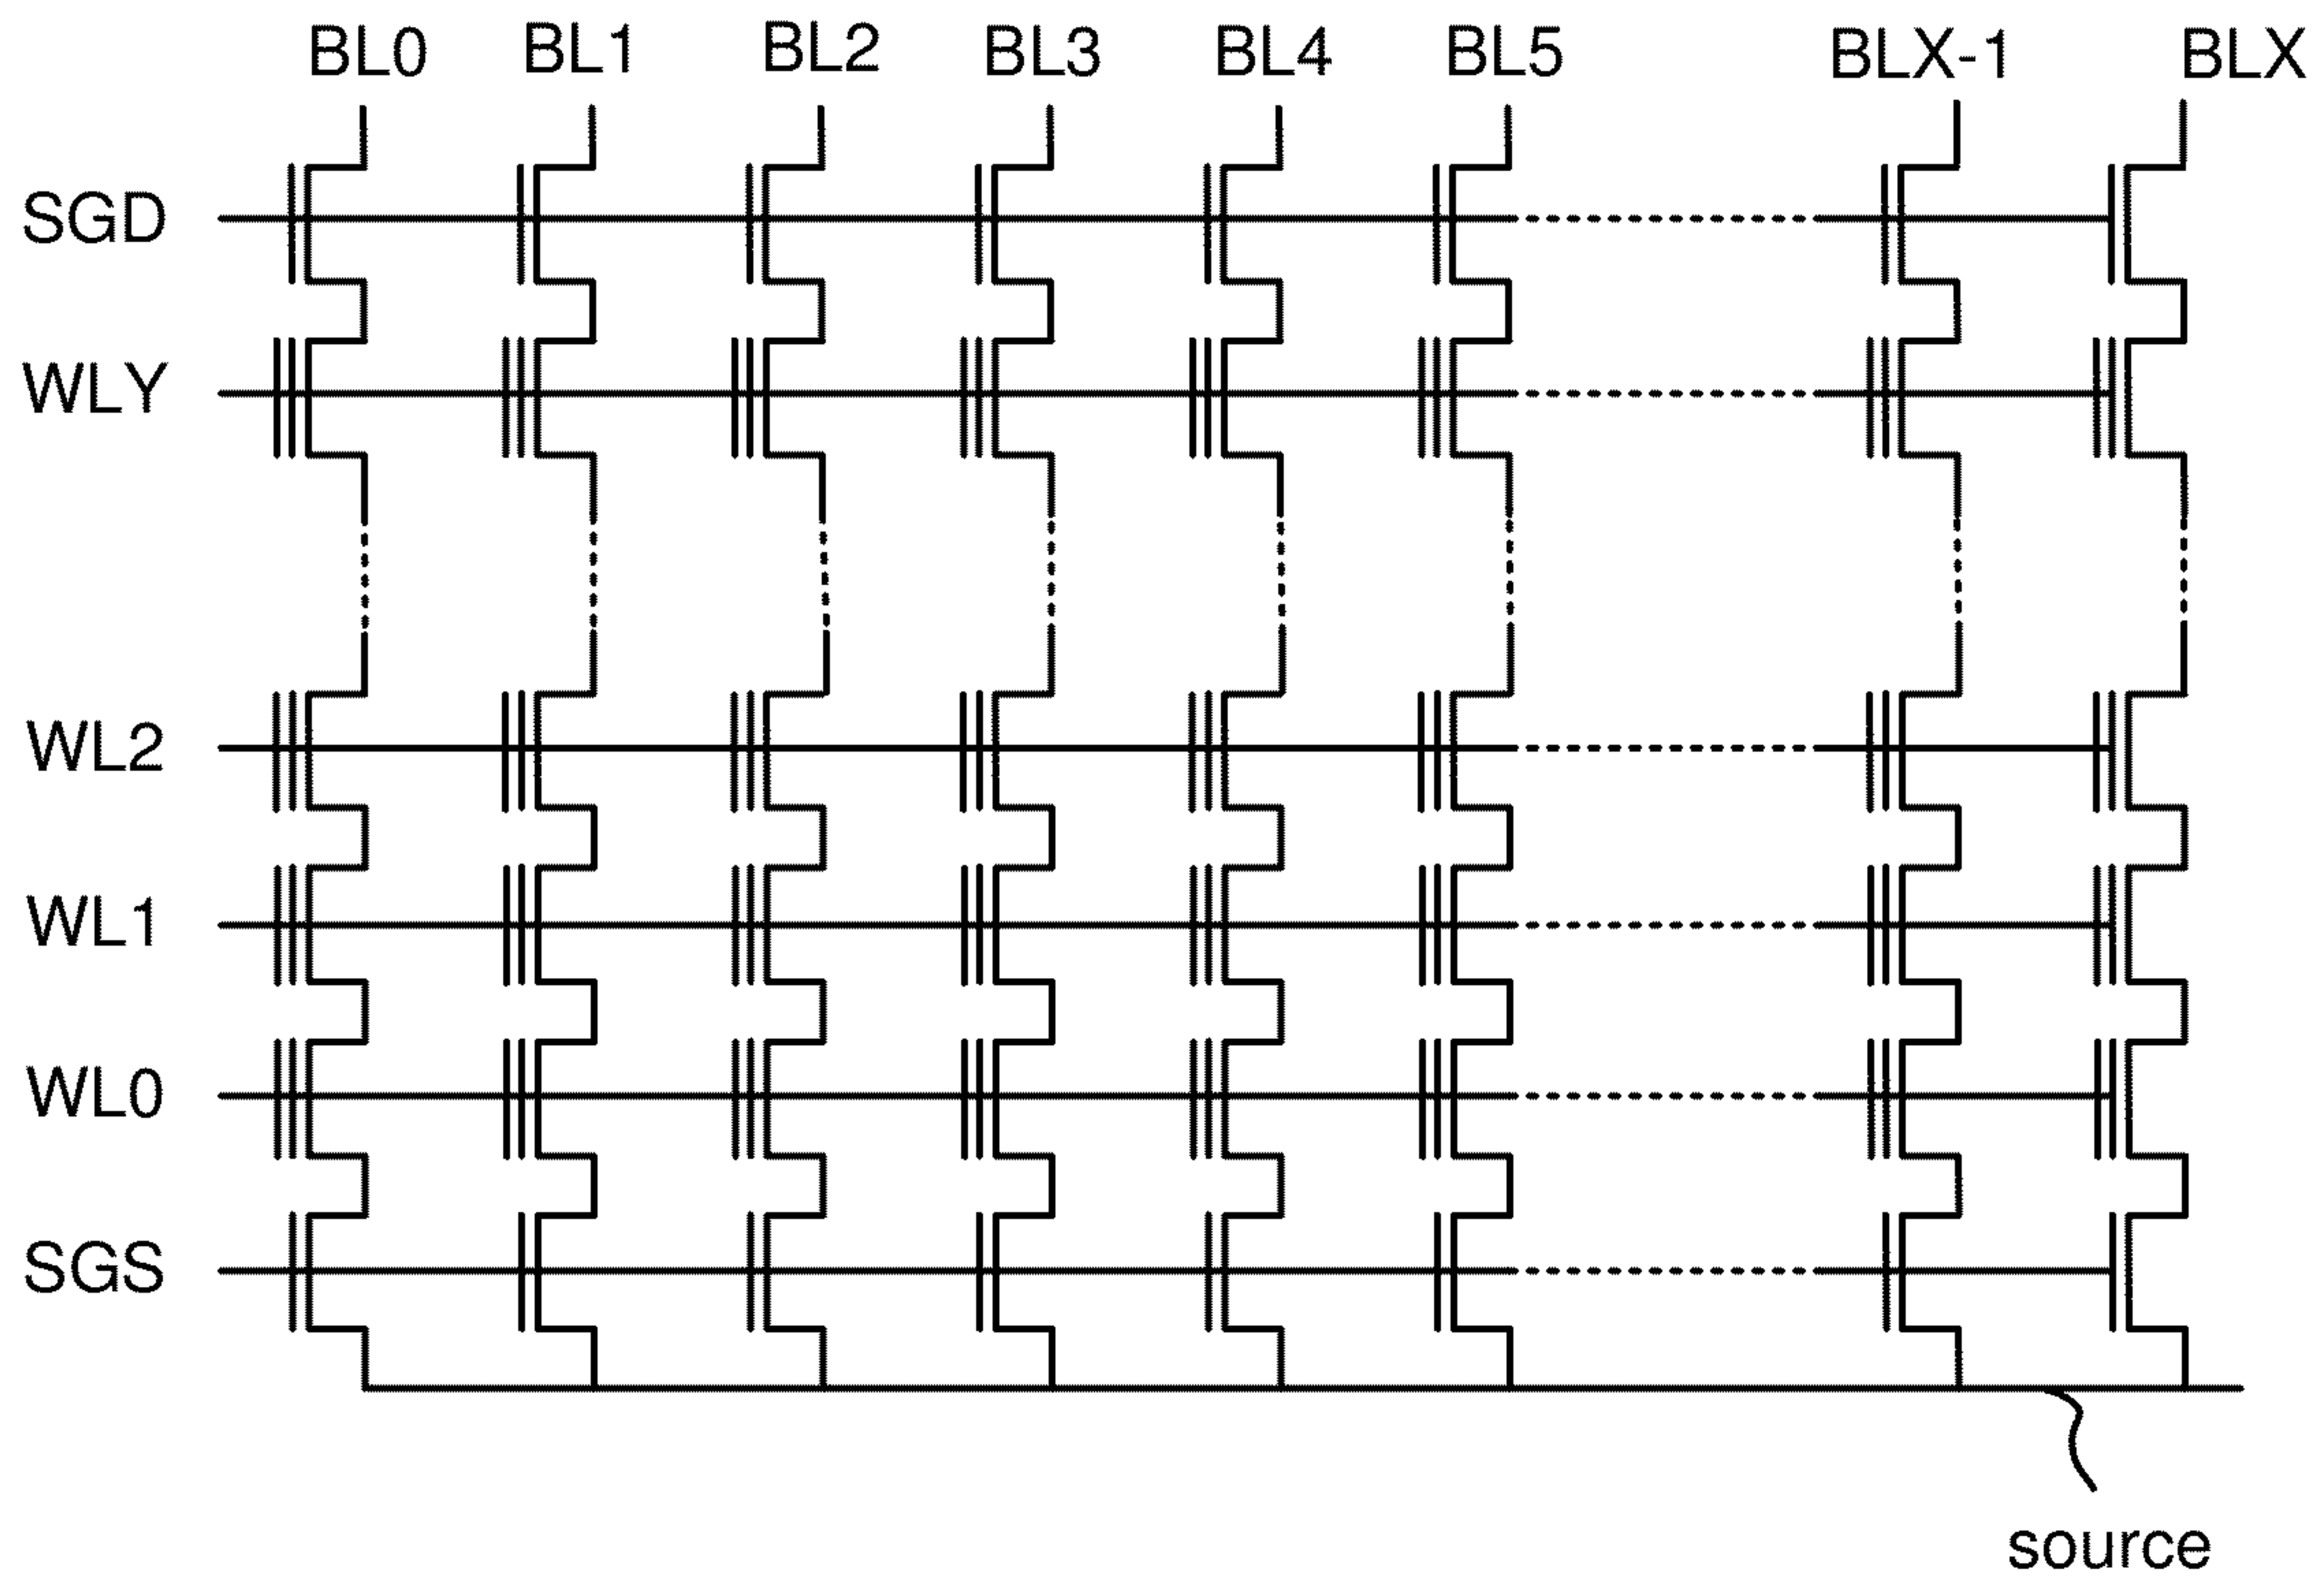 BL0 BL1 BL2 BL3 BL4 BL5 BLX-1 BLX
SGD
WLY
WL2
WL1
WL0
SGS
source